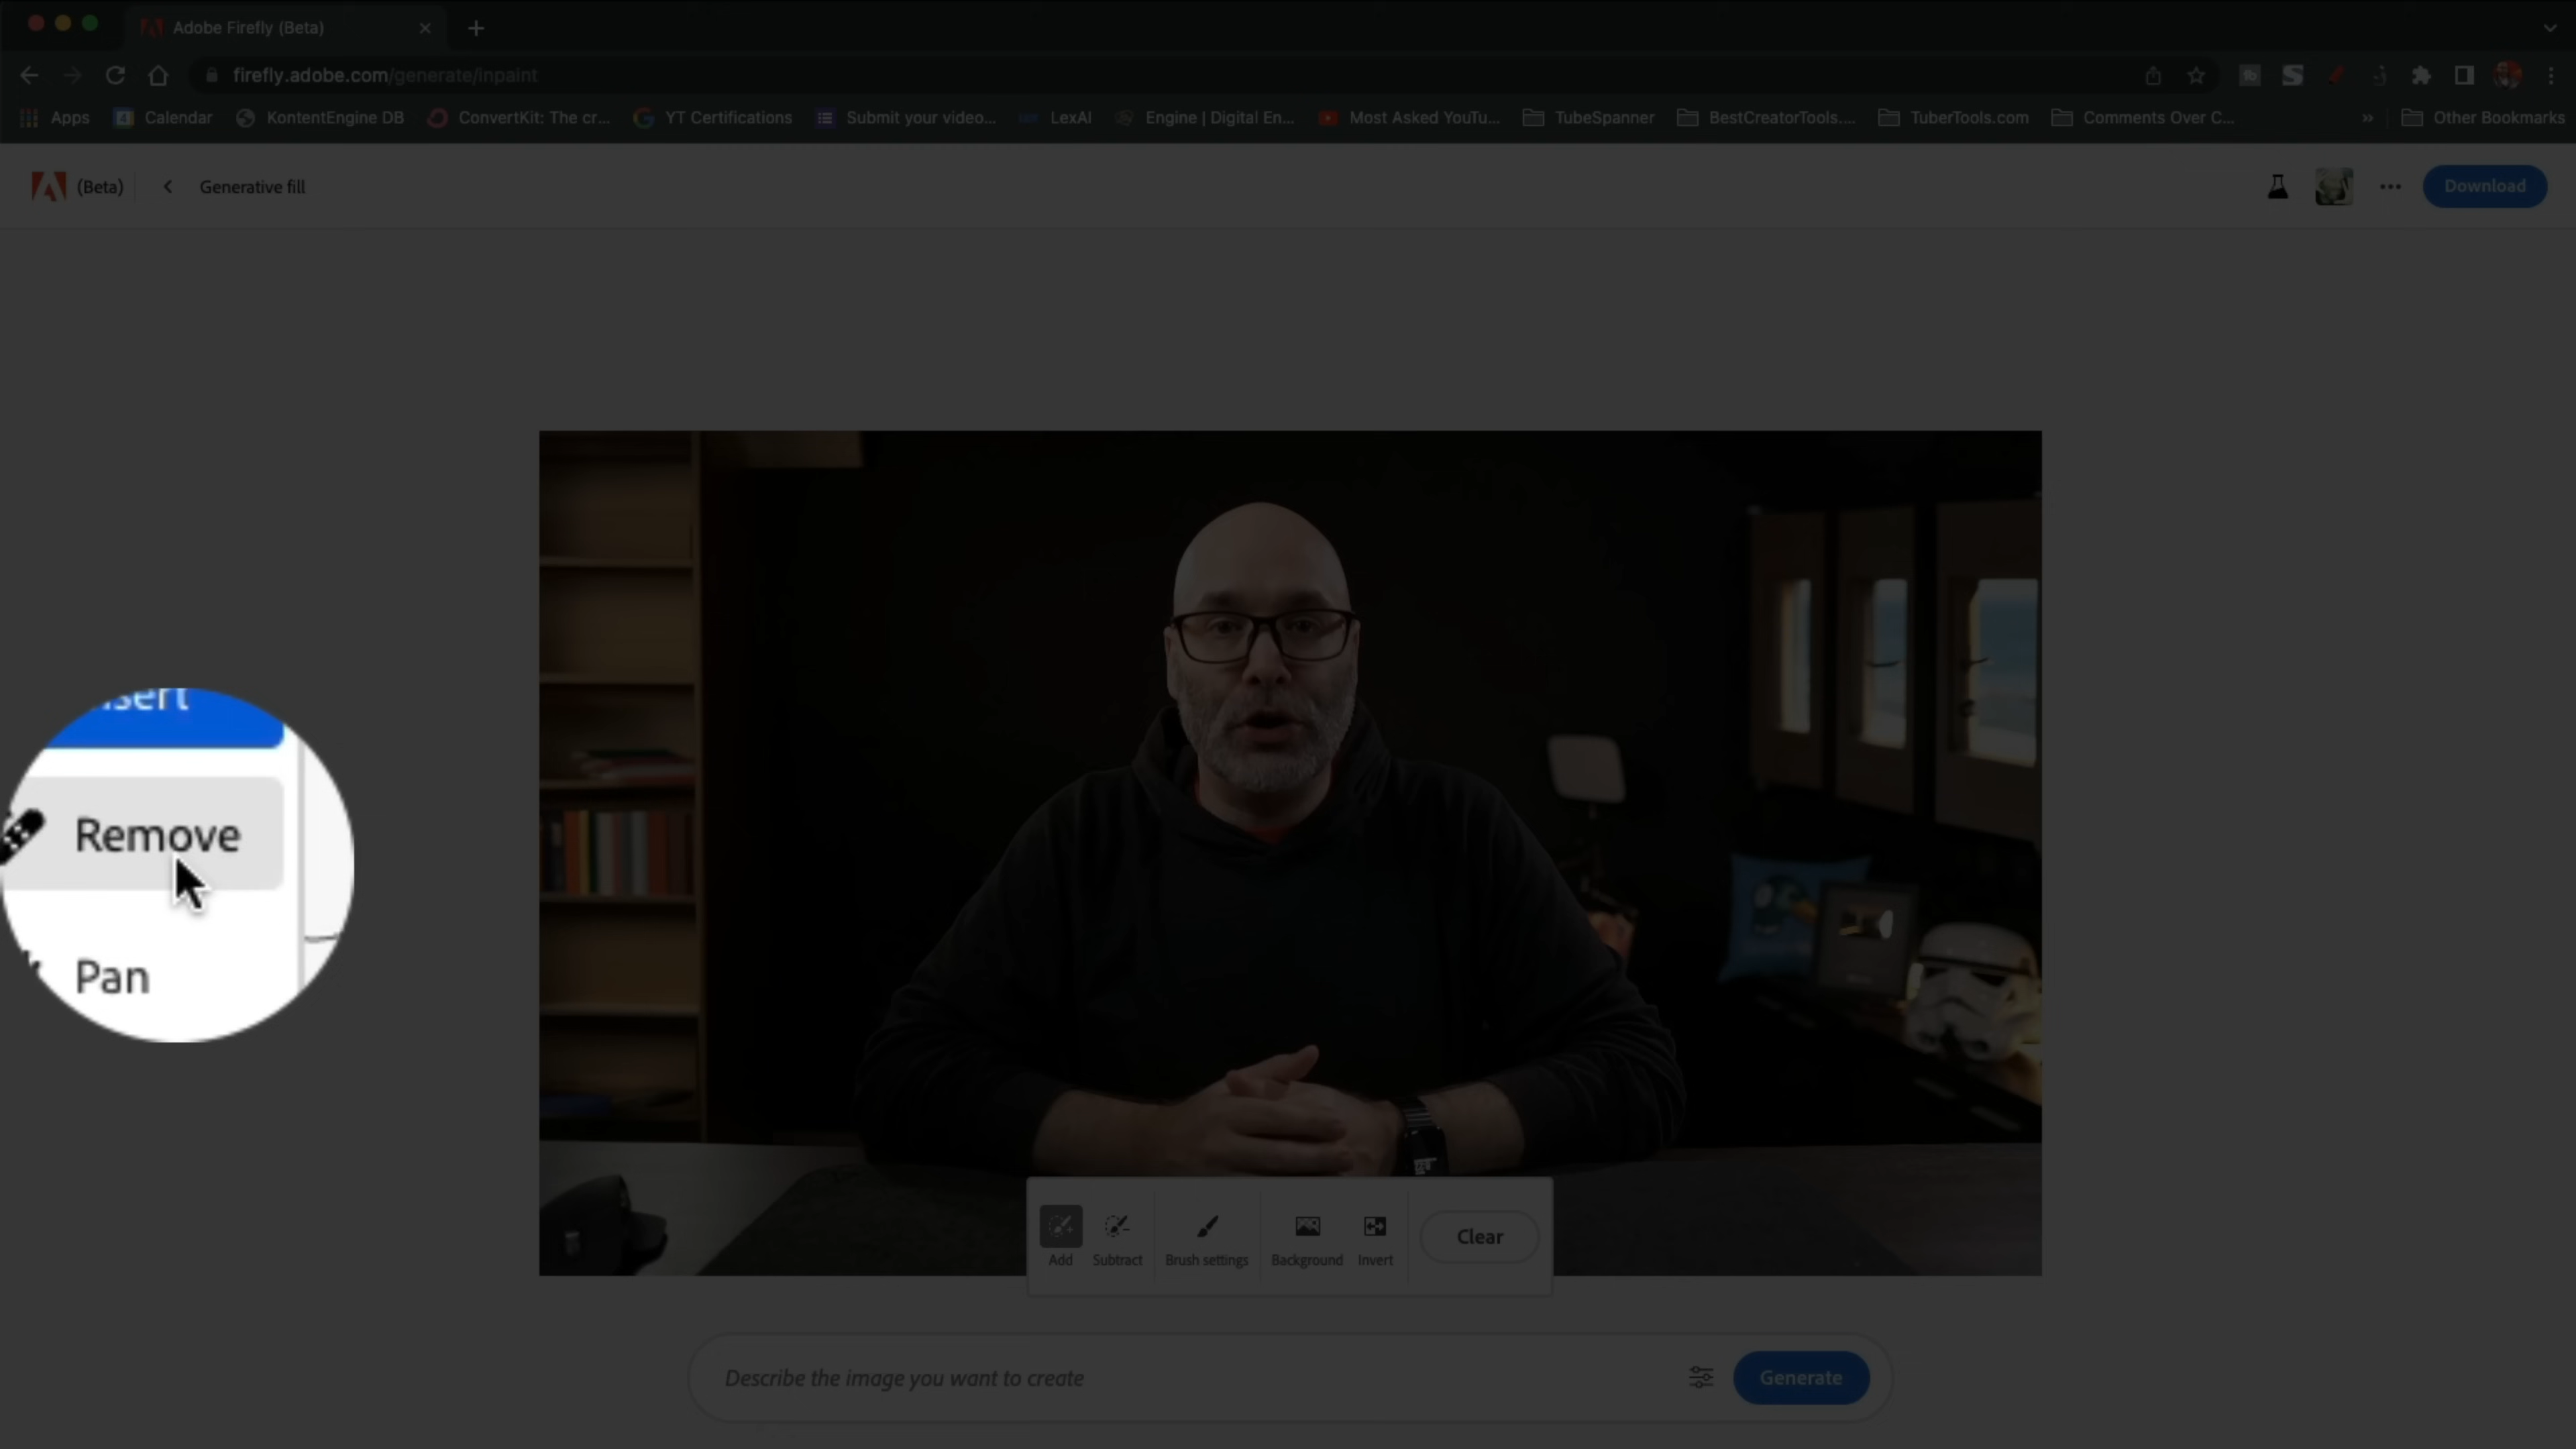 Adobe Firefly (Beta)
firefly.adobe.com/generate/inpaint
Apps Calendar KontentEngine DB ConvertKit: The cr... YT Certifications Submit your video... LexAI Engine | Digital En... Most Asked YouTu... TubeSpanner BestCreatorTools.... TuberTools.com Comments Over C... » Other Bookmarks
(Beta) Generative fill Download
sert
Remove
Pan
Add Subtract Brush settings Background Invert Clear
Describe the image you want to create Generate